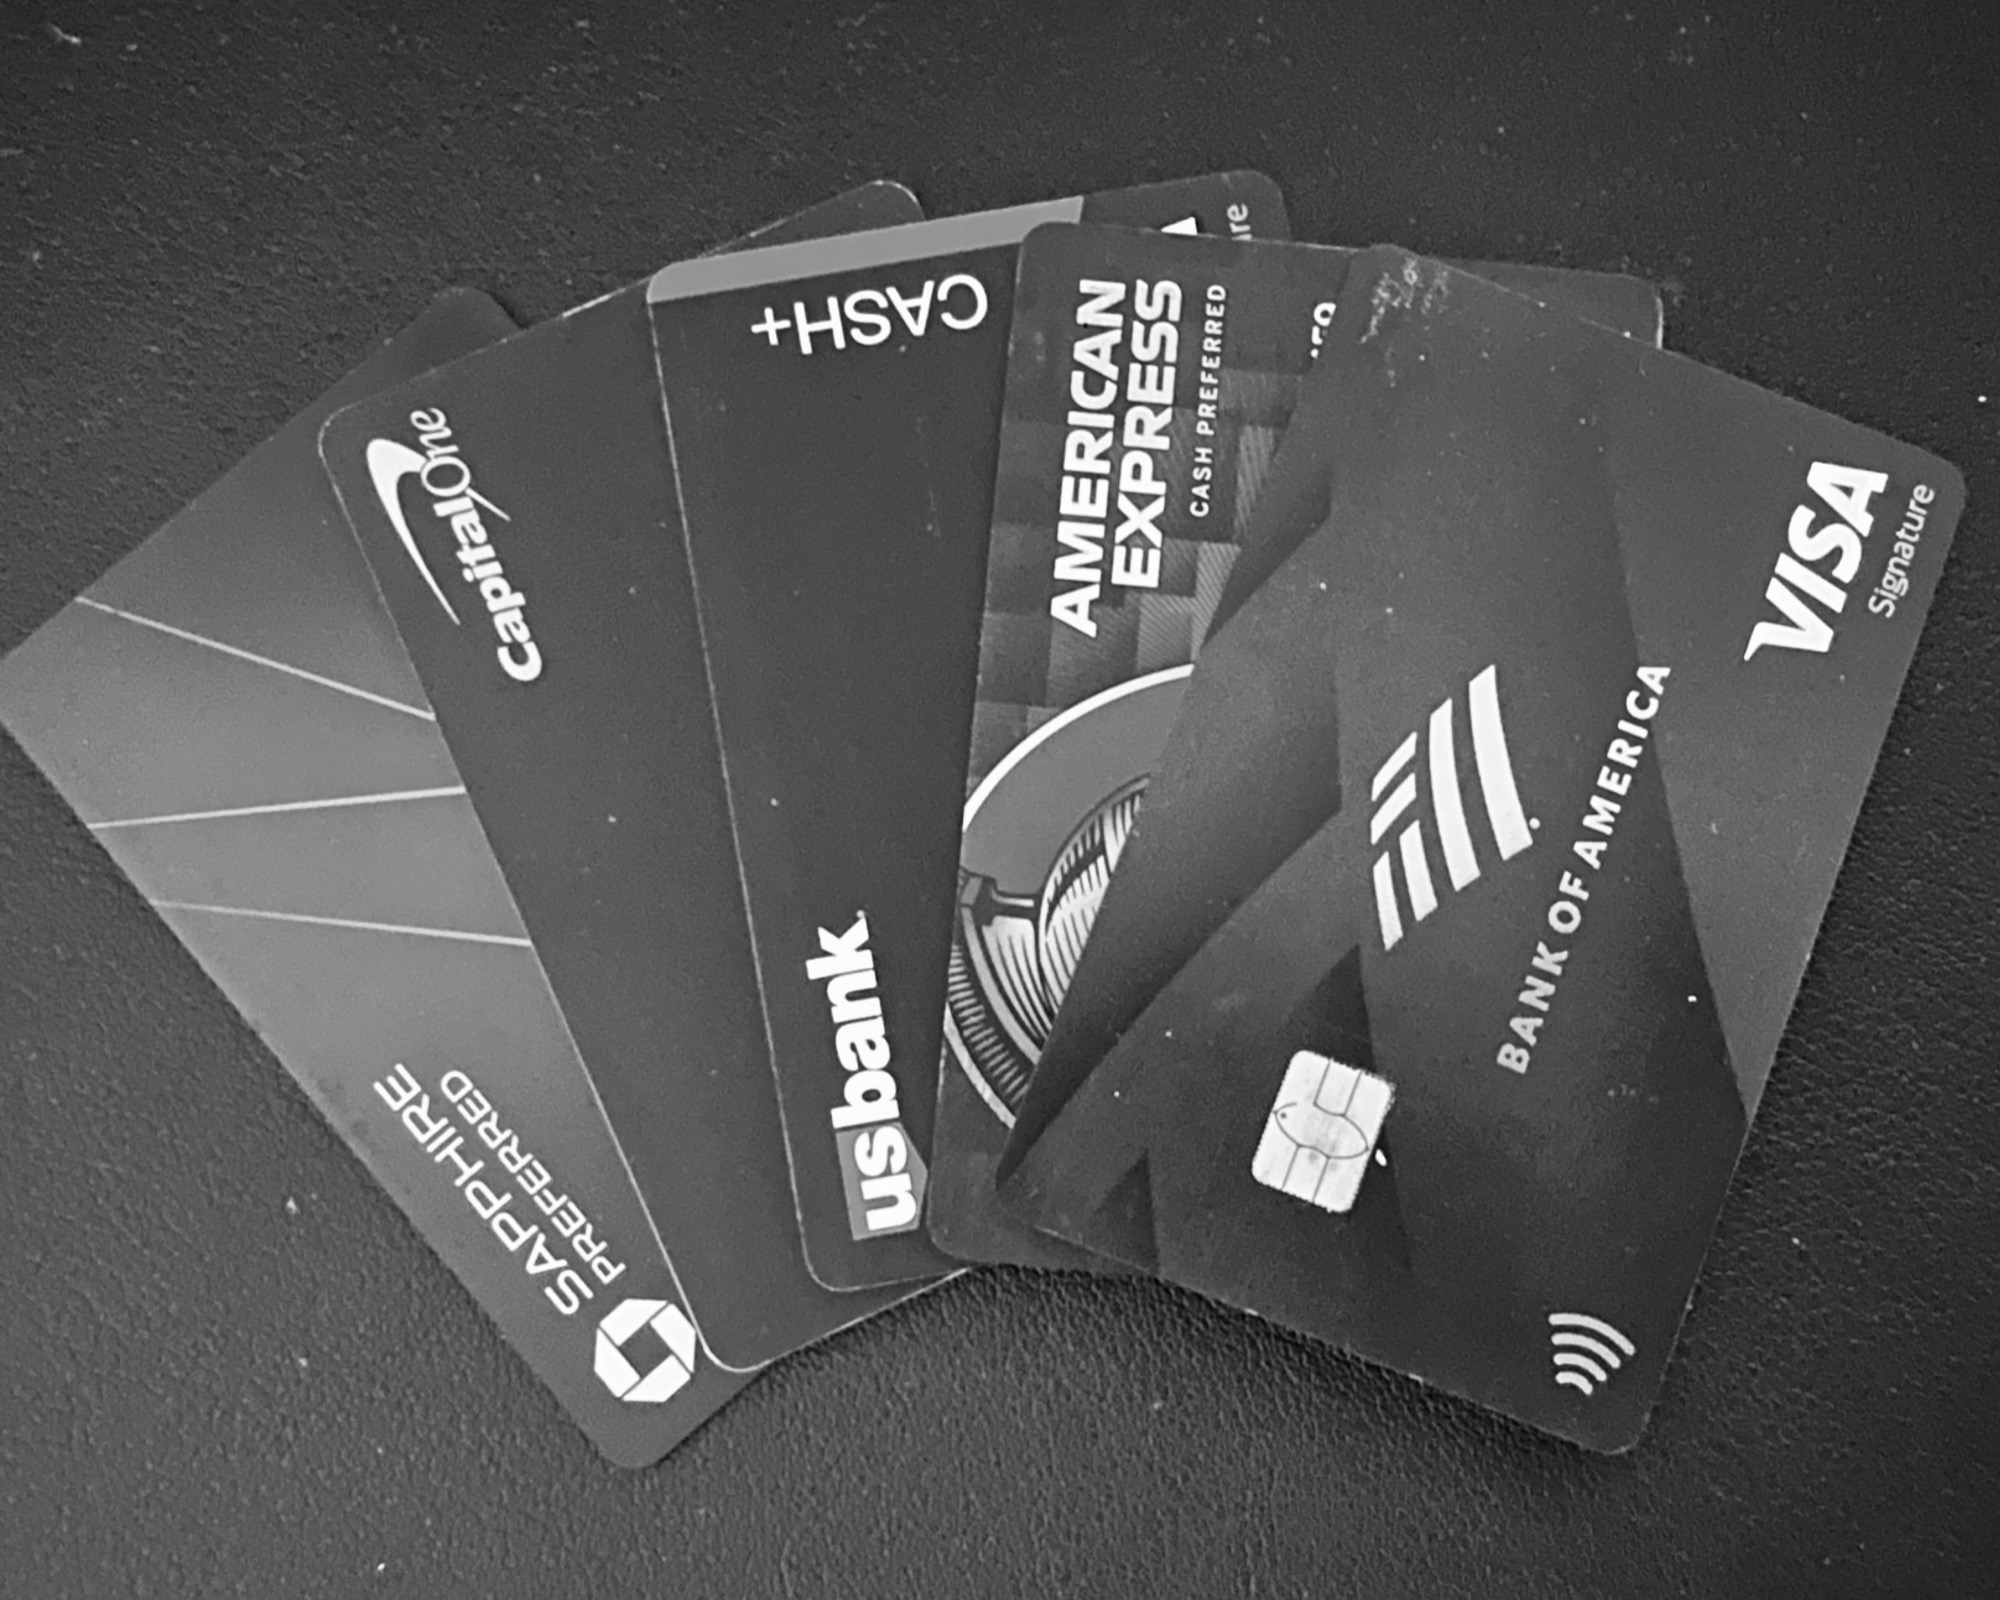 SAPPHIRE
PREFERRED
CapitalOne
CASH+
usbank.
AMERICAN
EXPRESS
CASH PREFERRED
BANK OF AMERICA
VISA
Signature